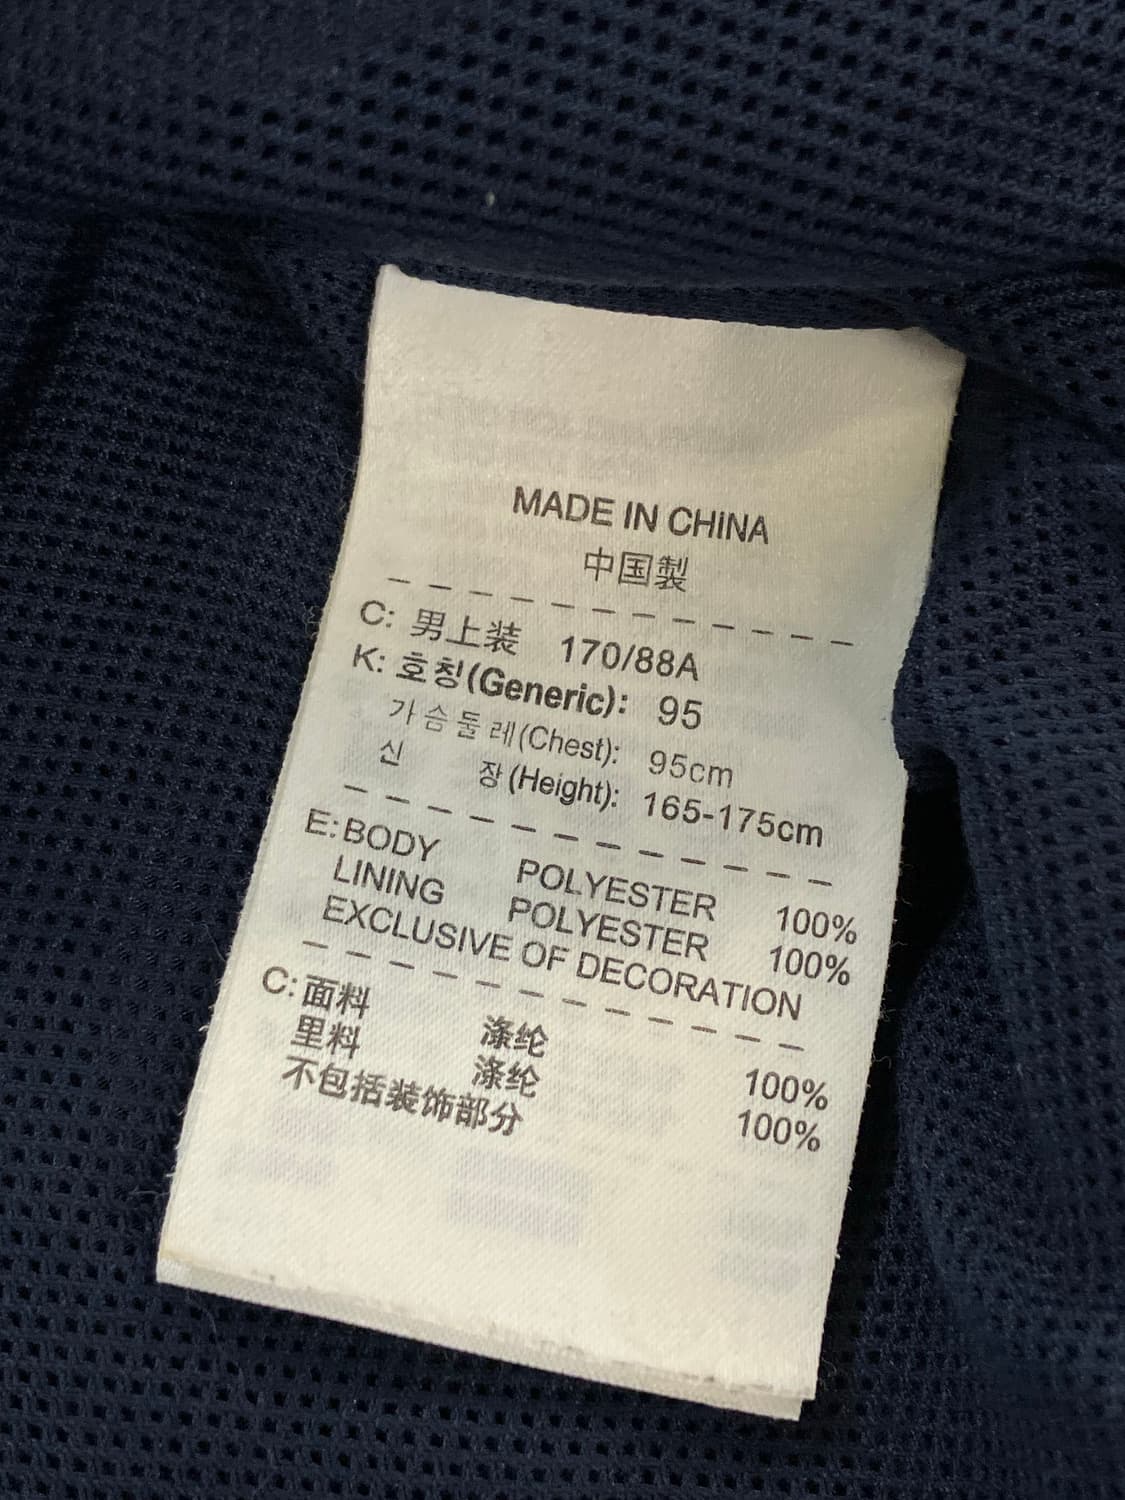 MADE IN CHINA
中国製
C: 男上装 170/88A
K: 호칭(Generic): 95
가슴둘레(Chest): 95cm
신 장(Height): 165-175cm
E: BODY POLYESTER 100%
LINING POLYESTER 100%
EXCLUSIVE OF DECORATION
C: 面料 涤纶 100%
里料 涤纶 100%
不包括装饰部分